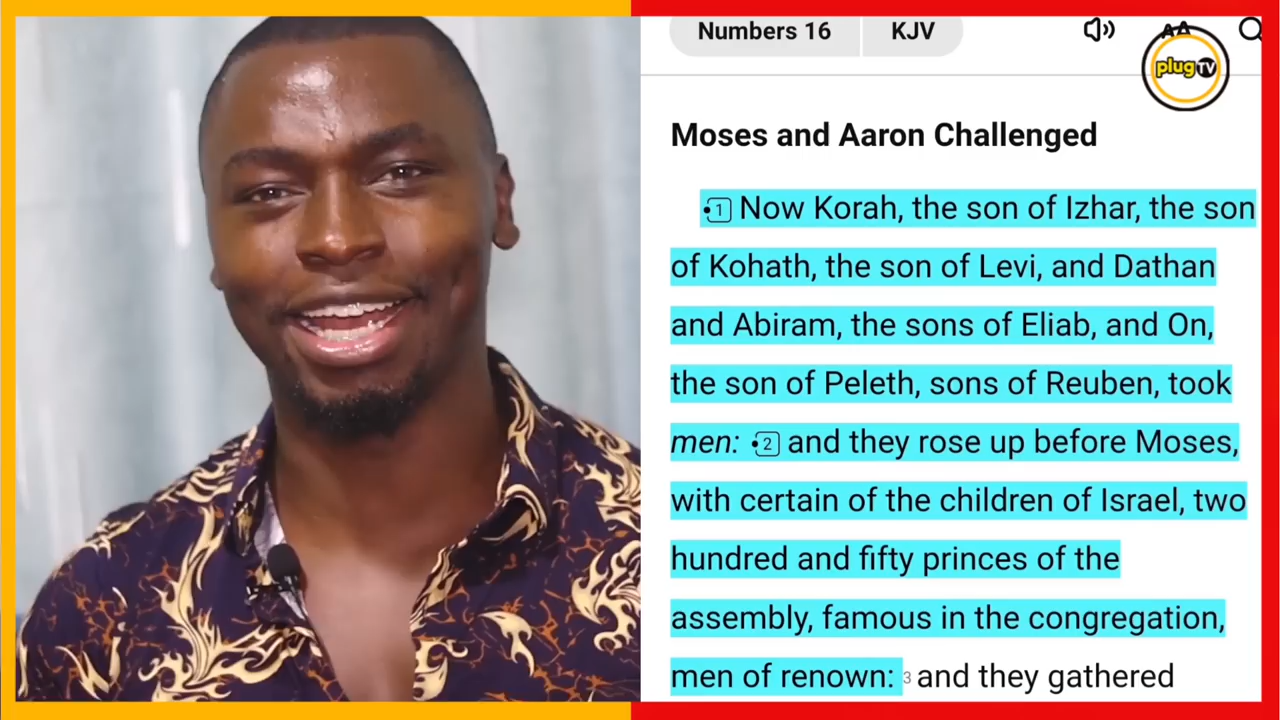 Numbers 16 KJV AA
plug TV
Moses and Aaron Challenged
1 Now Korah, the son of Izhar, the son
of Kohath, the son of Levi, and Dathan
and Abiram, the sons of Eliab, and On,
the son of Peleth, sons of Reuben, took
men: 2 and they rose up before Moses,
with certain of the children of Israel, two
hundred and fifty princes of the
assembly, famous in the congregation,
men of renown: 3 and they gathered